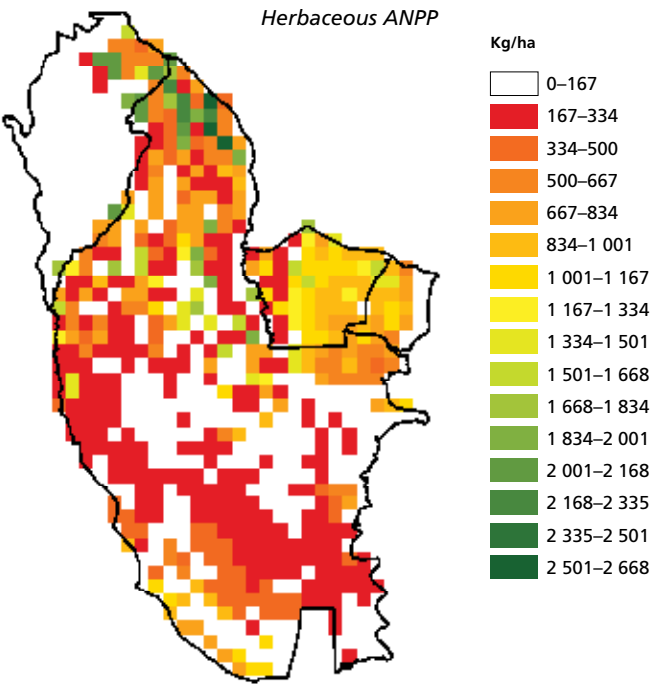 Herbaceous ANPP
Kg/ha
0–167
167–334
334–500
500–667
667–834
834–1 001
1 001–1 167
1 167–1 334
1 334–1 501
1 501–1 668
1 668–1 834
1 834–2 001
2 001–2 168
2 168–2 335
2 335–2 501
2 501–2 668